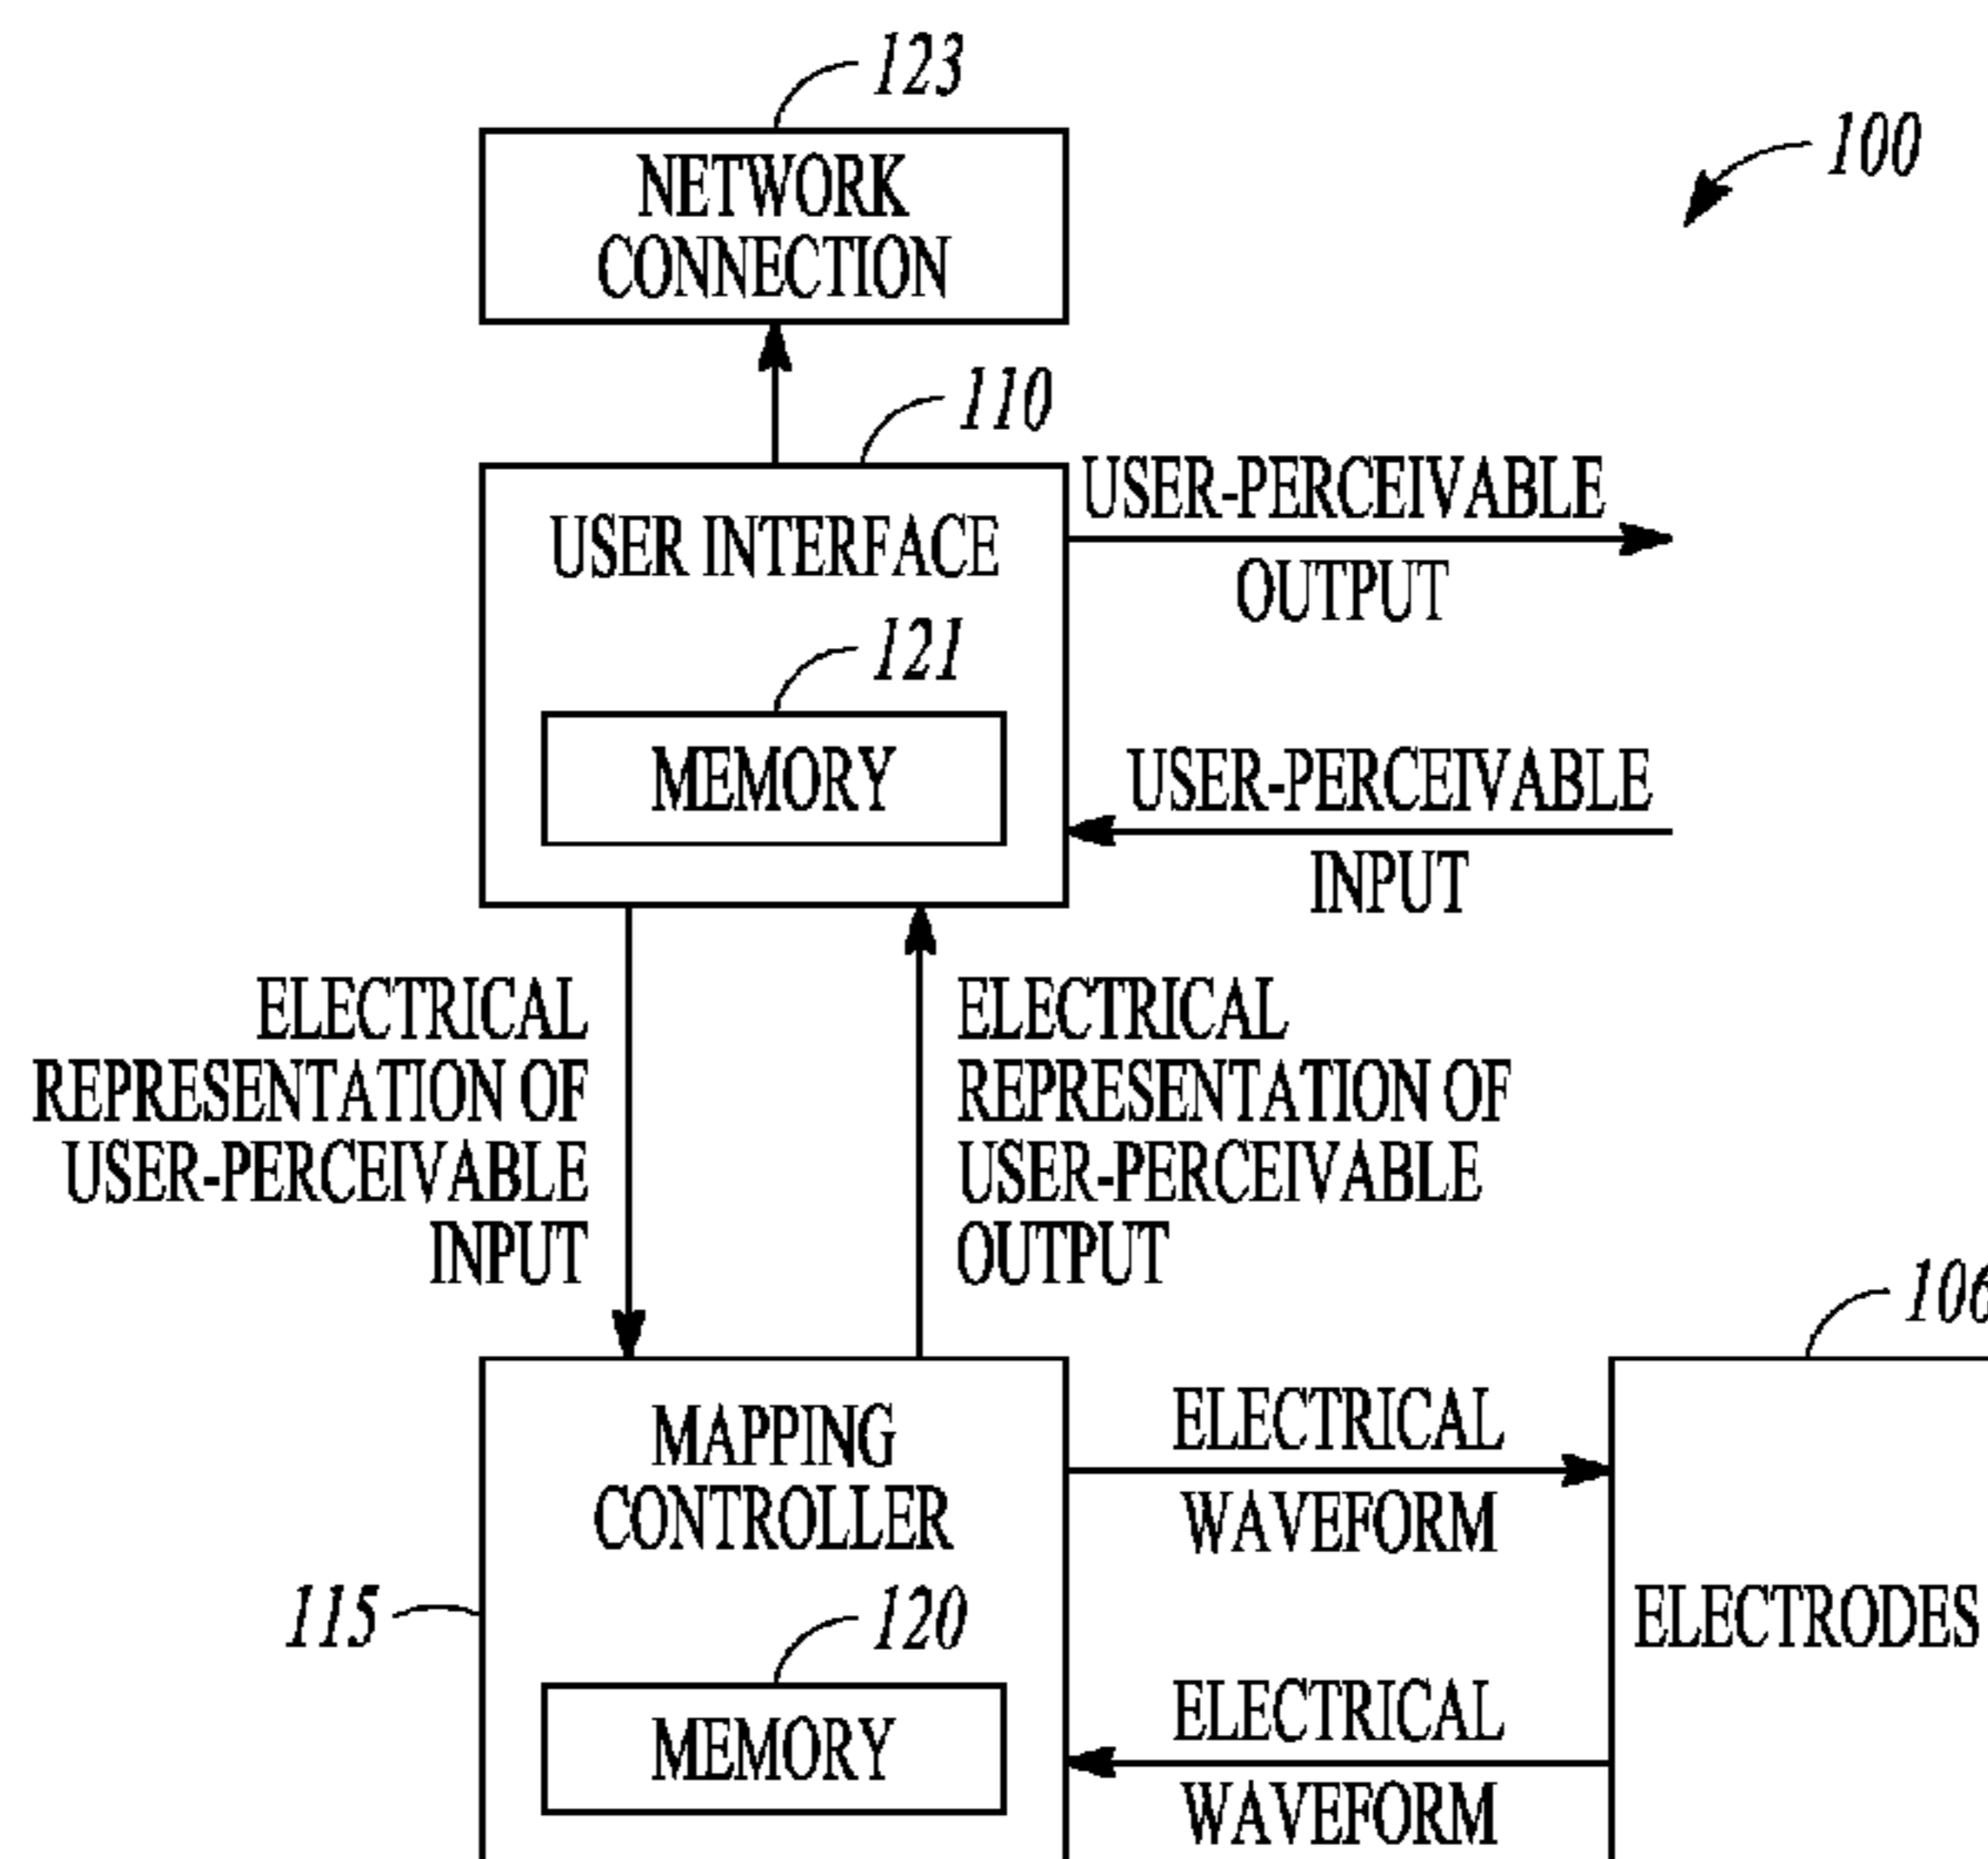 123
100
NETWORK
CONNECTION
110
USER INTERFACE
USER-PERCEIVABLE
OUTPUT
121
MEMORY
USER-PERCEIVABLE
INPUT
ELECTRICAL
REPRESENTATION OF
USER-PERCEIVABLE
INPUT
ELECTRICAL
REPRESENTATION OF
USER-PERCEIVABLE
OUTPUT
106
MAPPING
CONTROLLER
ELECTRICAL
WAVEFORM
115
ELECTRODES
120
MEMORY
ELECTRICAL
WAVEFORM